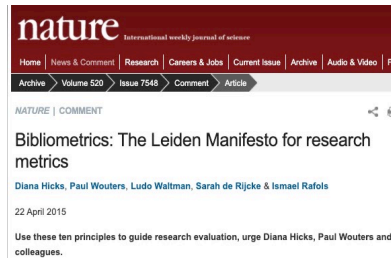 nature International weekly journal of science
Home News & Comment Research Careers & Jobs Current Issue Archive Audio & Video
Archive Volume 520 Issue 7548 Comment Article
NATURE | COMMENT
Bibliometrics: The Leiden Manifesto for research
metrics
Diana Hicks, Paul Wouters, Ludo Waltman, Sarah de Rijcke & Ismael Rafols
22 April 2015
Use these ten principles to guide research evaluation, urge Diana Hicks, Paul Wouters and
colleagues.